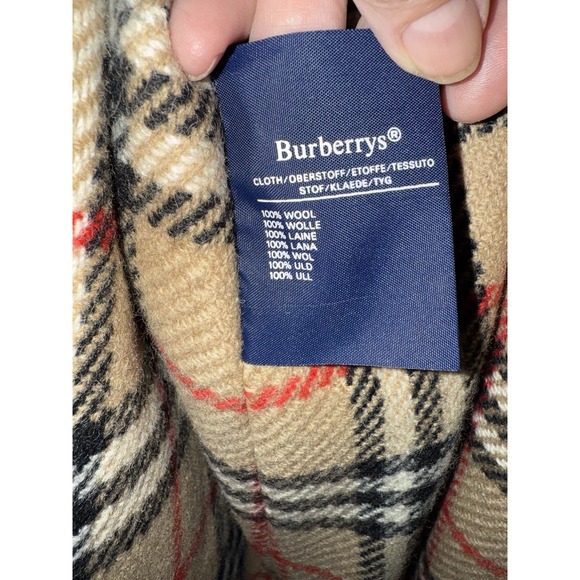 Burberrys®
CLOTH/OBERSTOFF/ETOFFE/TESSUTO
STOF/KLAEDE/TYG
100% WOOL
100% WOLLE
100% LAINE
100% LANA
100% WOL
100% ULD
100% ULL